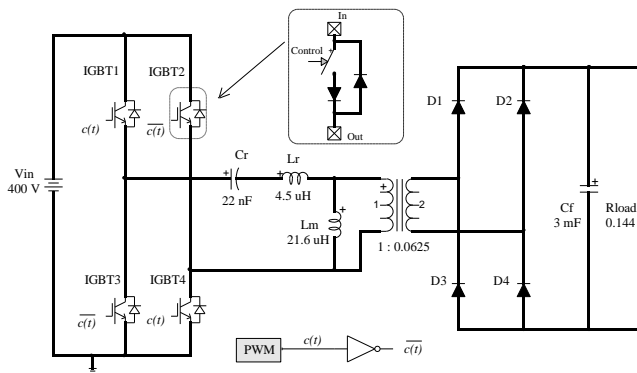 In
Control
+
Out
IGBT1
IGBT2
c(t)
c(t)
D1
D2
Vin
400 V
Cr
+
22 nF
Lr
+
4.5 uH
Lm
+
21.6 uH
+
1
2
1 : 0.0625
+
Cf
3 mF
Rload
0.144
IGBT3
IGBT4
c(t)
c(t)
D3
D4
PWM
c(t)
c(t)